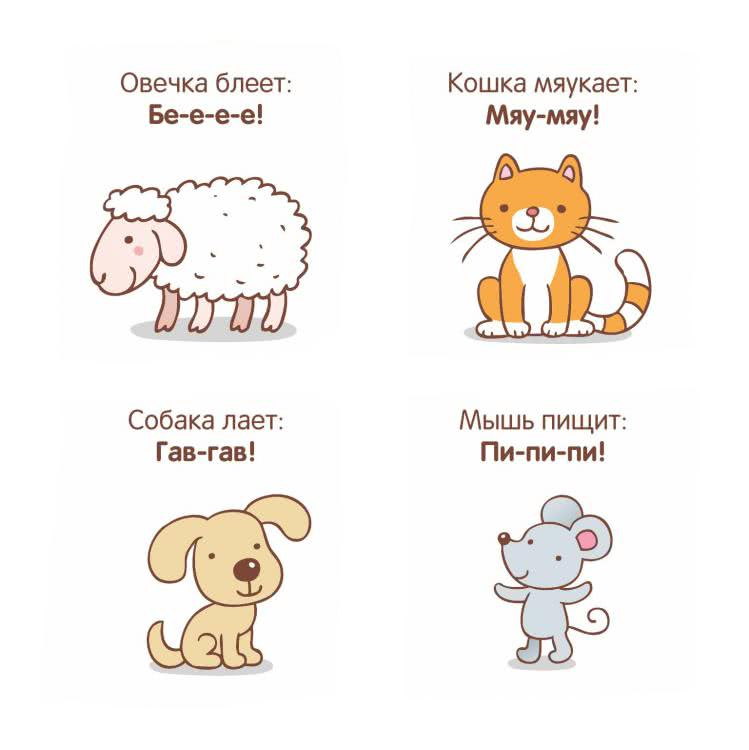 Овечка блеет:
Бе-е-е-е!
Кошка мяукает:
Мяу-мяу!
Собака лает:
Гав-гав!
Мышь пищит:
Пи-пи-пи!